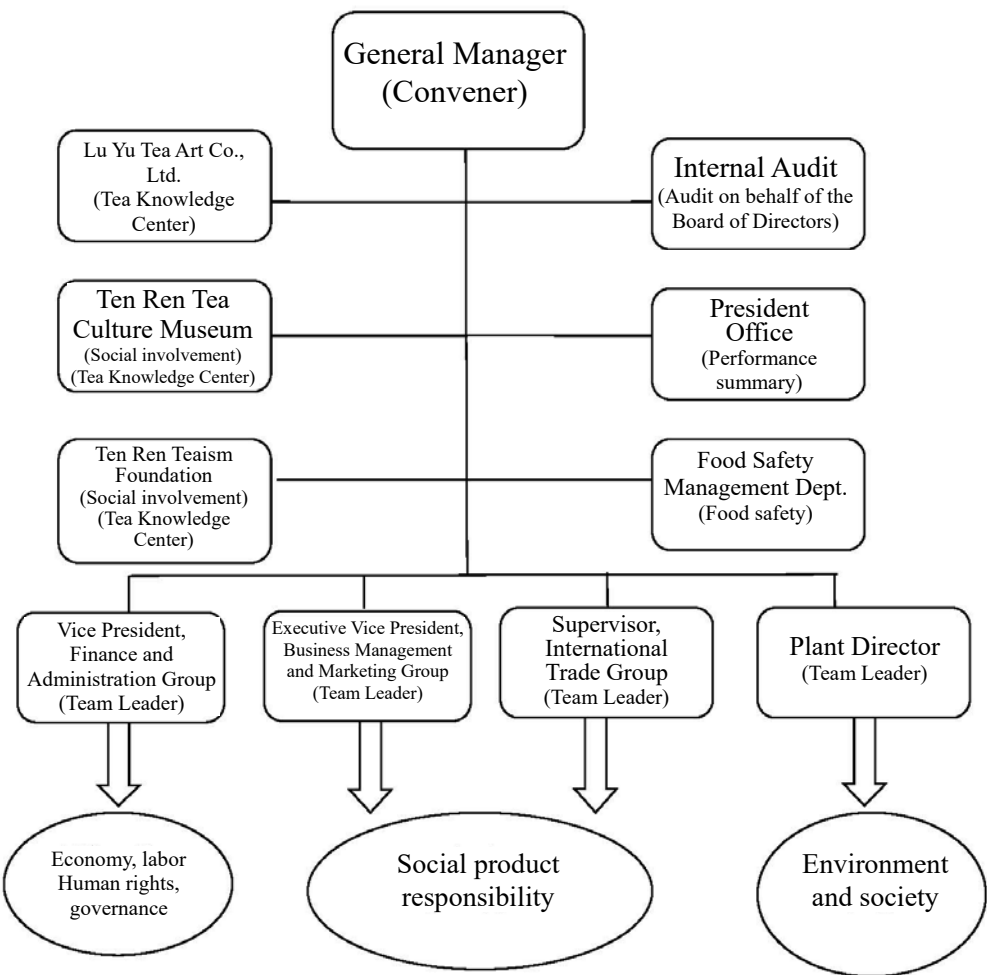 General Manager
(Convener)
Lu Yu Tea Art Co.,
Ltd.
(Tea Knowledge
Center)
Internal Audit
(Audit on behalf of the
Board of Directors)
Ten Ren Tea
Culture Museum
(Social involvement)
(Tea Knowledge Center)
President
Office
(Performance
summary)
Ten Ren Teaism
Foundation
(Social involvement)
(Tea Knowledge
Center)
Food Safety
Management Dept.
(Food safety)
Vice President,
Finance and
Administration Group
(Team Leader)
Executive Vice President,
Business Management
and Marketing Group
(Team Leader)
Supervisor,
International
Trade Group
(Team Leader)
Plant Director
(Team Leader)
Economy, labor
Human rights,
governance
Social product
responsibility
Environment
and society